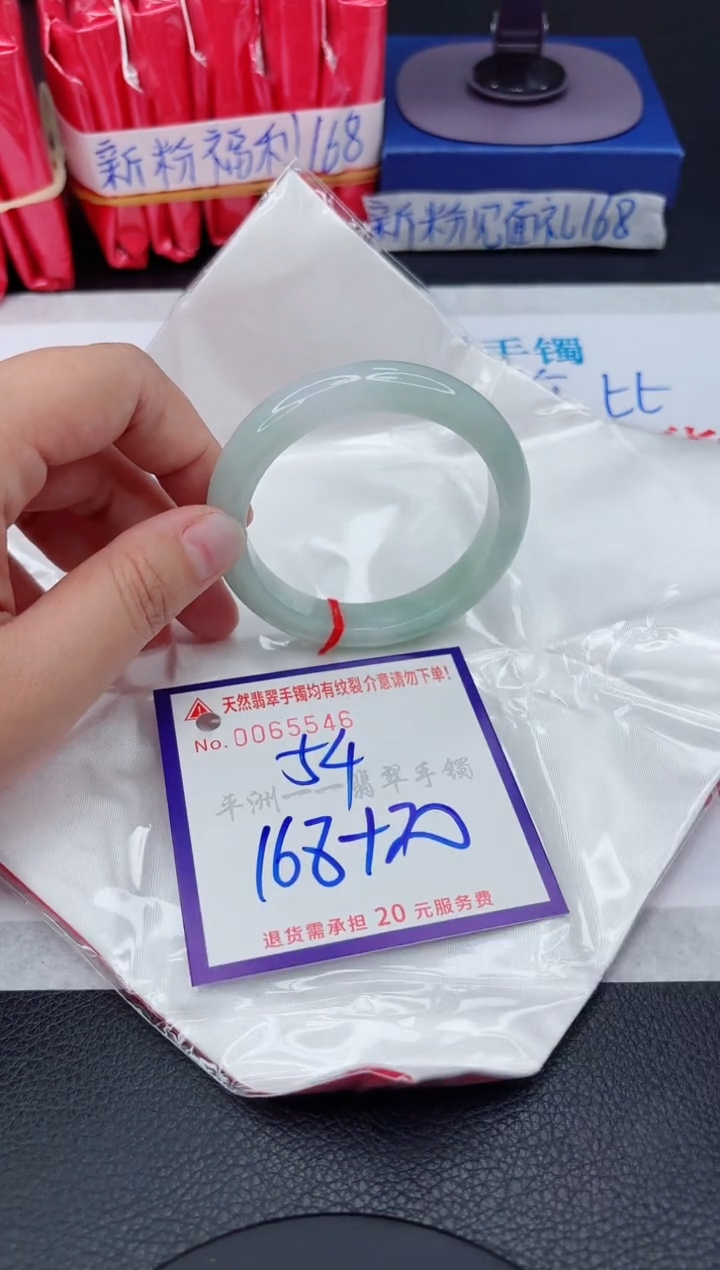 新粉福利168
新粉见面礼168
手镯
比
天然翡翠手镯均有纹裂介意请勿下单!
No.0065546
54
平洲——翡翠手镯
168+20
退货需承担 20 元服务费